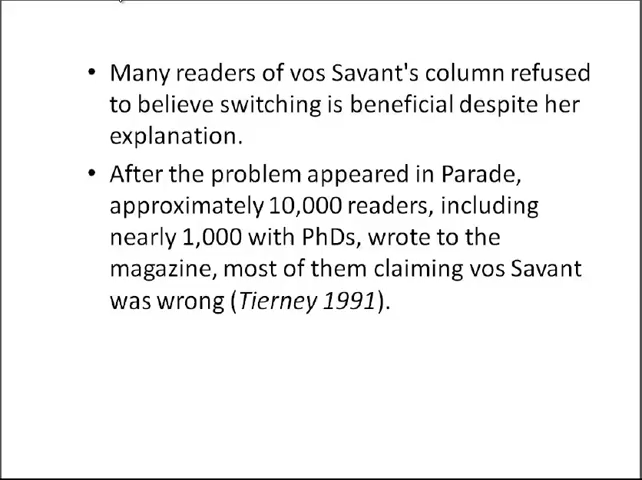 • Many readers of vos Savant's column refused
to believe switching is beneficial despite her
explanation.
• After the problem appeared in Parade,
approximately 10,000 readers, including
nearly 1,000 with PhDs, wrote to the
magazine, most of them claiming vos Savant
was wrong (Tierney 1991).